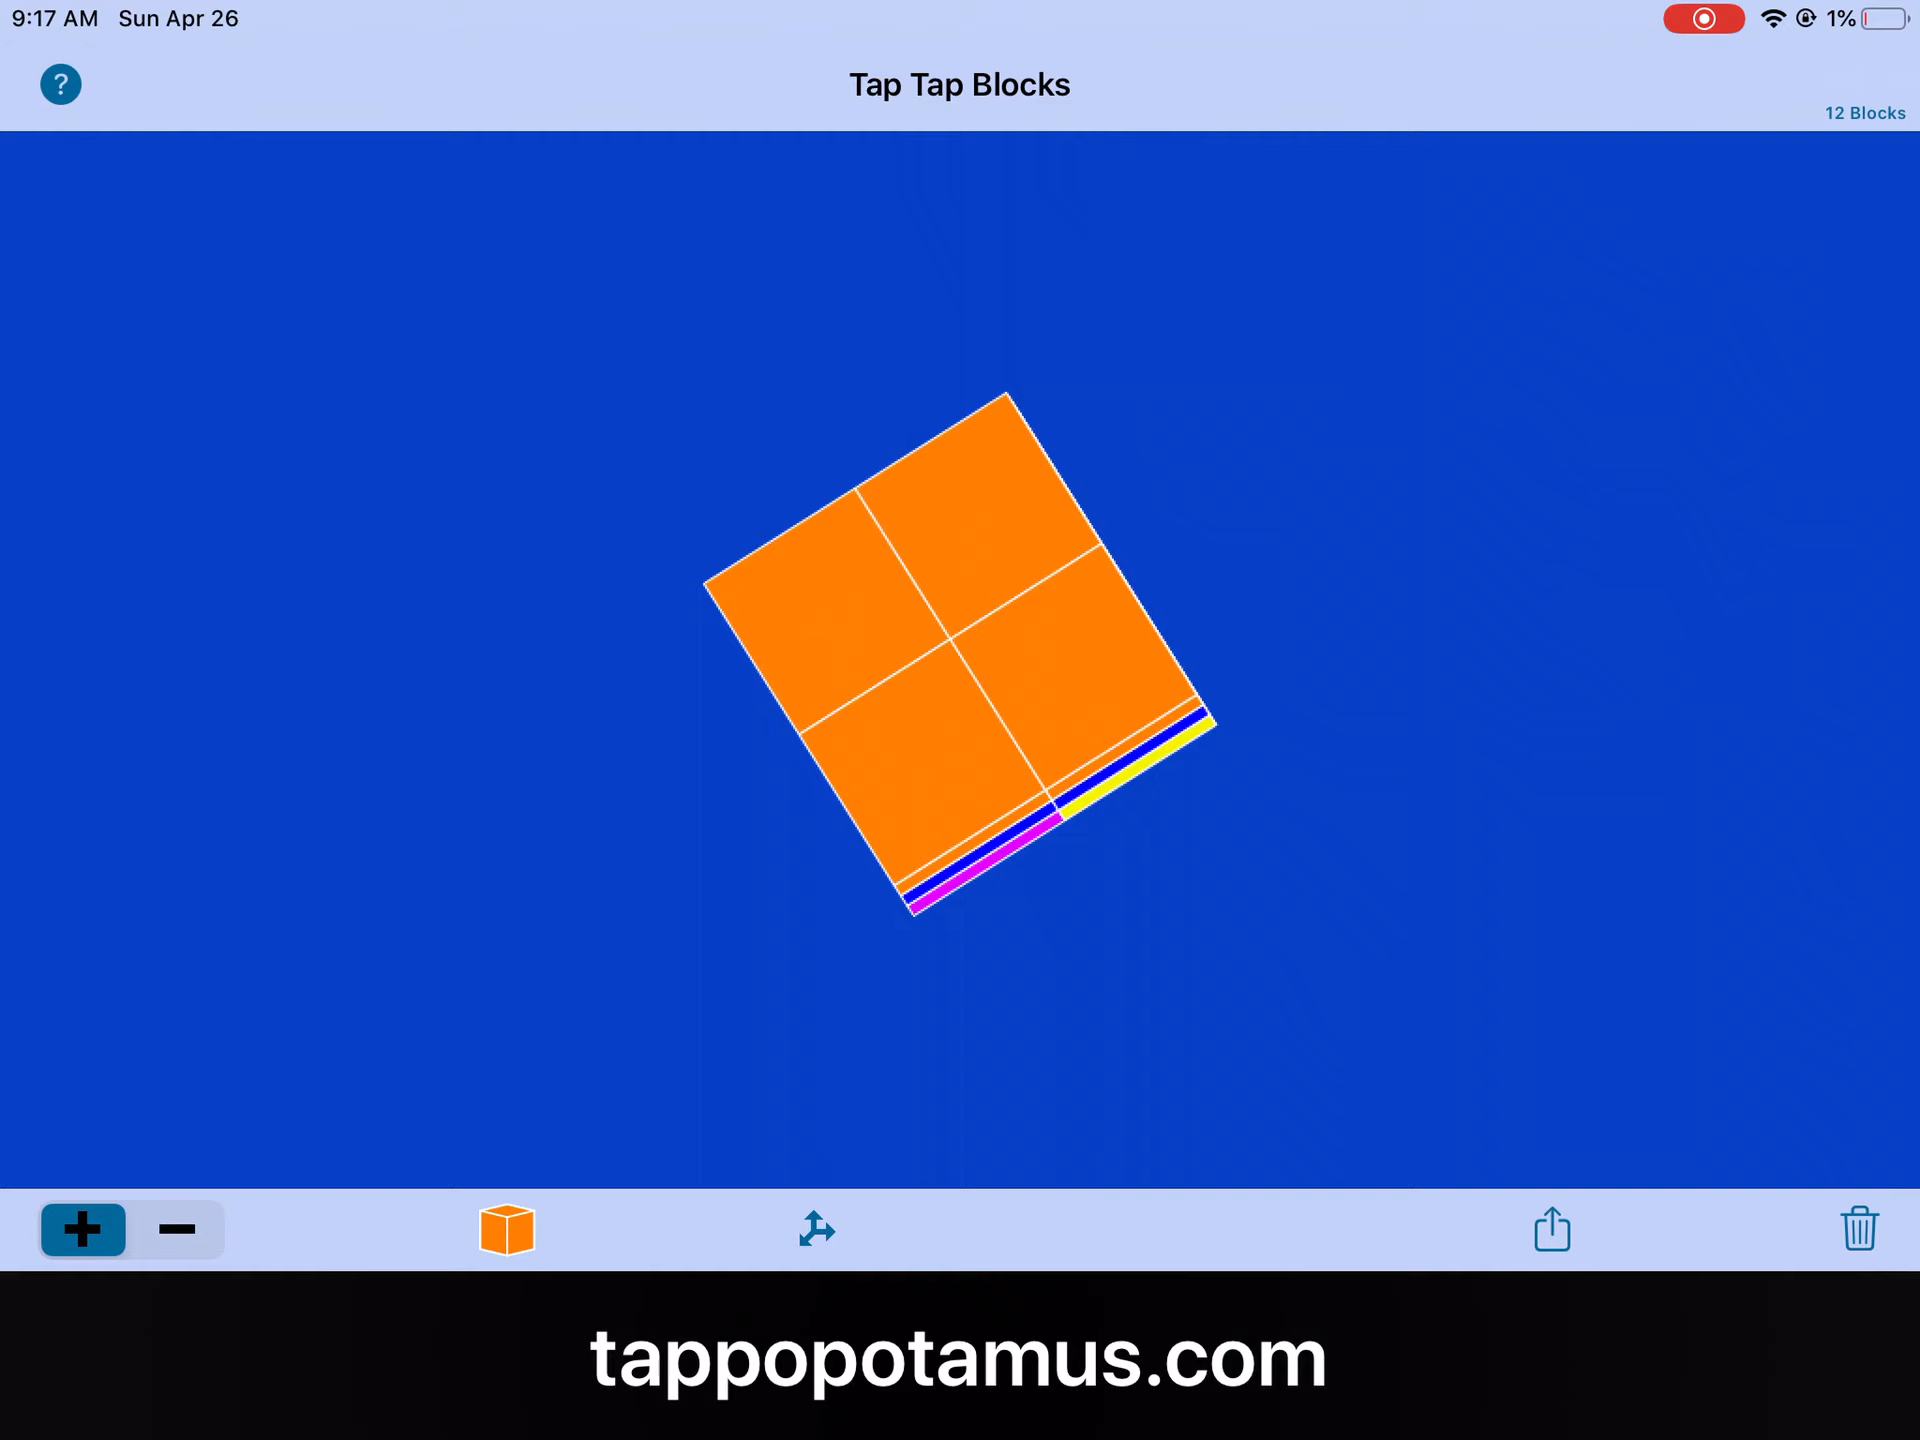 9:17 AM Sun Apr 26
1%
?
Tap Tap Blocks
12 Blocks
tappopotamus.com